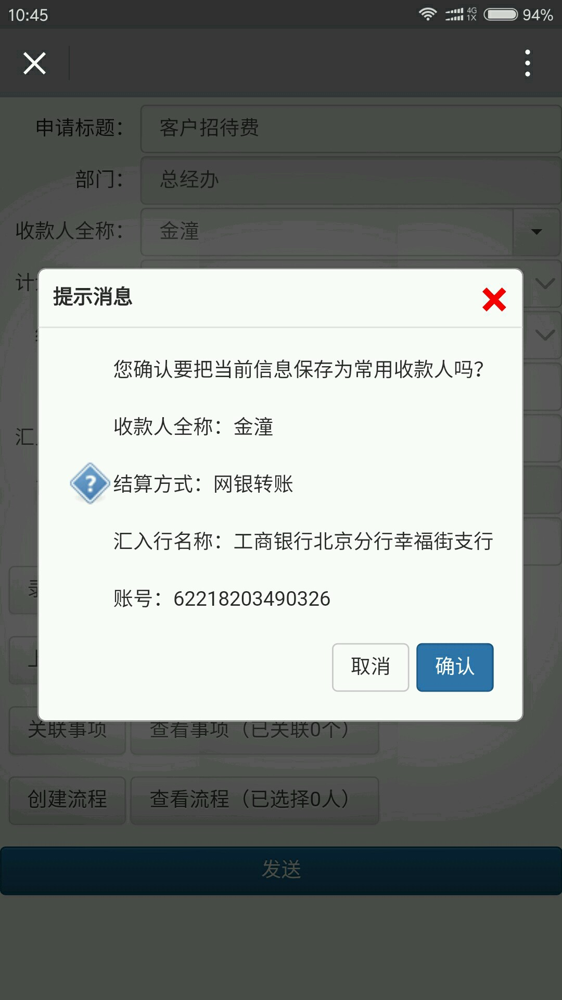 10:45
4G
1X
94%
申请标题：
客户招待费
部门：
总经办
收款人全称：
金潼
计
提示消息
您确认要把当前信息保存为常用收款人吗？
收款人全称：金潼
结算方式：网银转账
汇入行名称：工商银行北京分行幸福街支行
账号：62218203490326
取消
确认
汇
关联事项
查看事项（已关联0个）
创建流程
查看流程（已选择0人）
发送